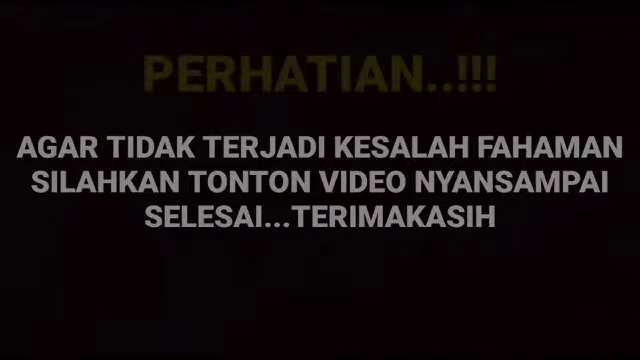 PERHATIAN..!!!
AGAR TIDAK TERJADI KESALAH FAHAMAN
SILAHKAN TONTON VIDEO NYANSAMPAI
SELESAI...TERIMAKASIH